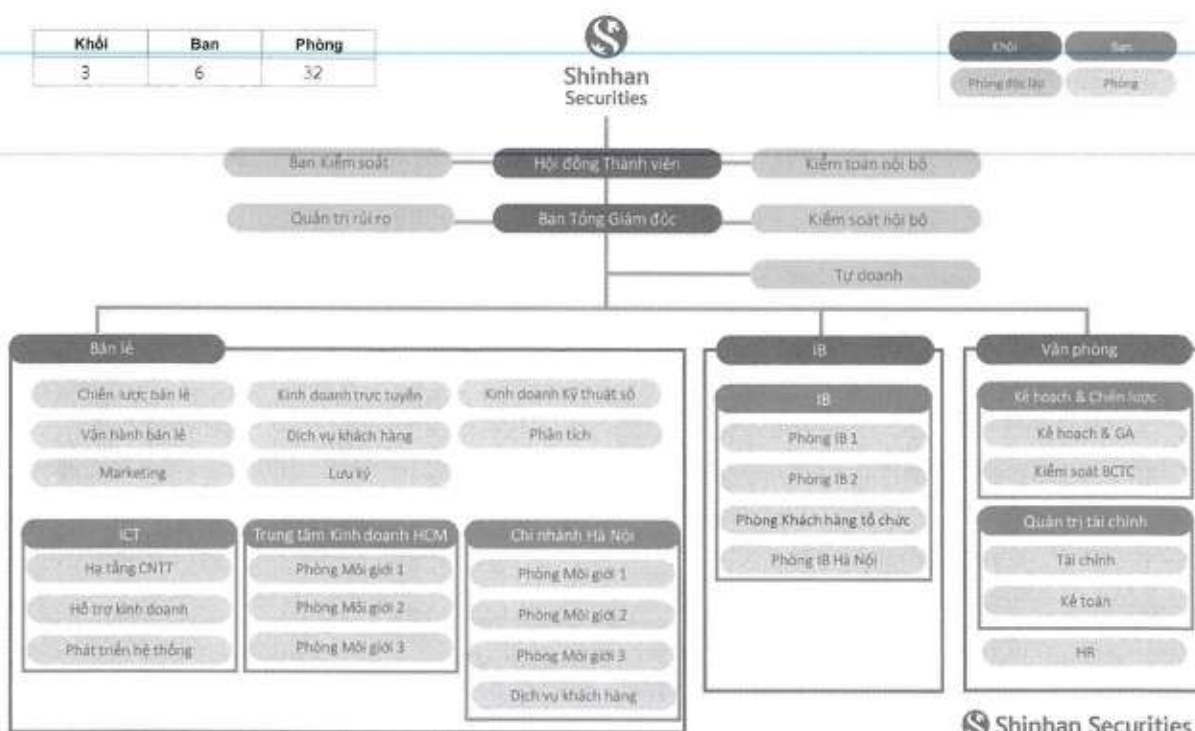 Khối Ban Phòng
3 6 32
Shinhan
Securities
Khối Ban
Phòng độc lập Phòng
Ban Kiểm soát Hội đồng Thành viên Kiểm toán nội bộ
Quản trị rủi ro Ban Tổng Giám đốc Kiểm soát nội bộ
Tự doanh
Bán lẻ
Chiến lược bán lẻ Kinh doanh trực tuyến Kinh doanh Kỹ thuật số
Vận hành bán lẻ Dịch vụ khách hàng Phân tích
Marketing Lưu ký
ICT
Hạ tầng CNTT
Hỗ trợ kinh doanh
Phát triển hệ thống
Trung tâm Kinh doanh HCM
Phòng Môi giới 1
Phòng Môi giới 2
Phòng Môi giới 3
Chi nhánh Hà Nội
Phòng Môi giới 1
Phòng Môi giới 2
Phòng Môi giới 3
Dịch vụ khách hàng
IB
IB
Phòng IB 1
Phòng IB 2
Phòng Khách hàng tổ chức
Phòng IB Hà Nội
Văn phòng
Kế hoạch & Chiến lược
Kế hoạch & GA
Kiểm soát BCTC
Quản trị tài chính
Tài chính
Kế toán
HR
Shinhan Securities